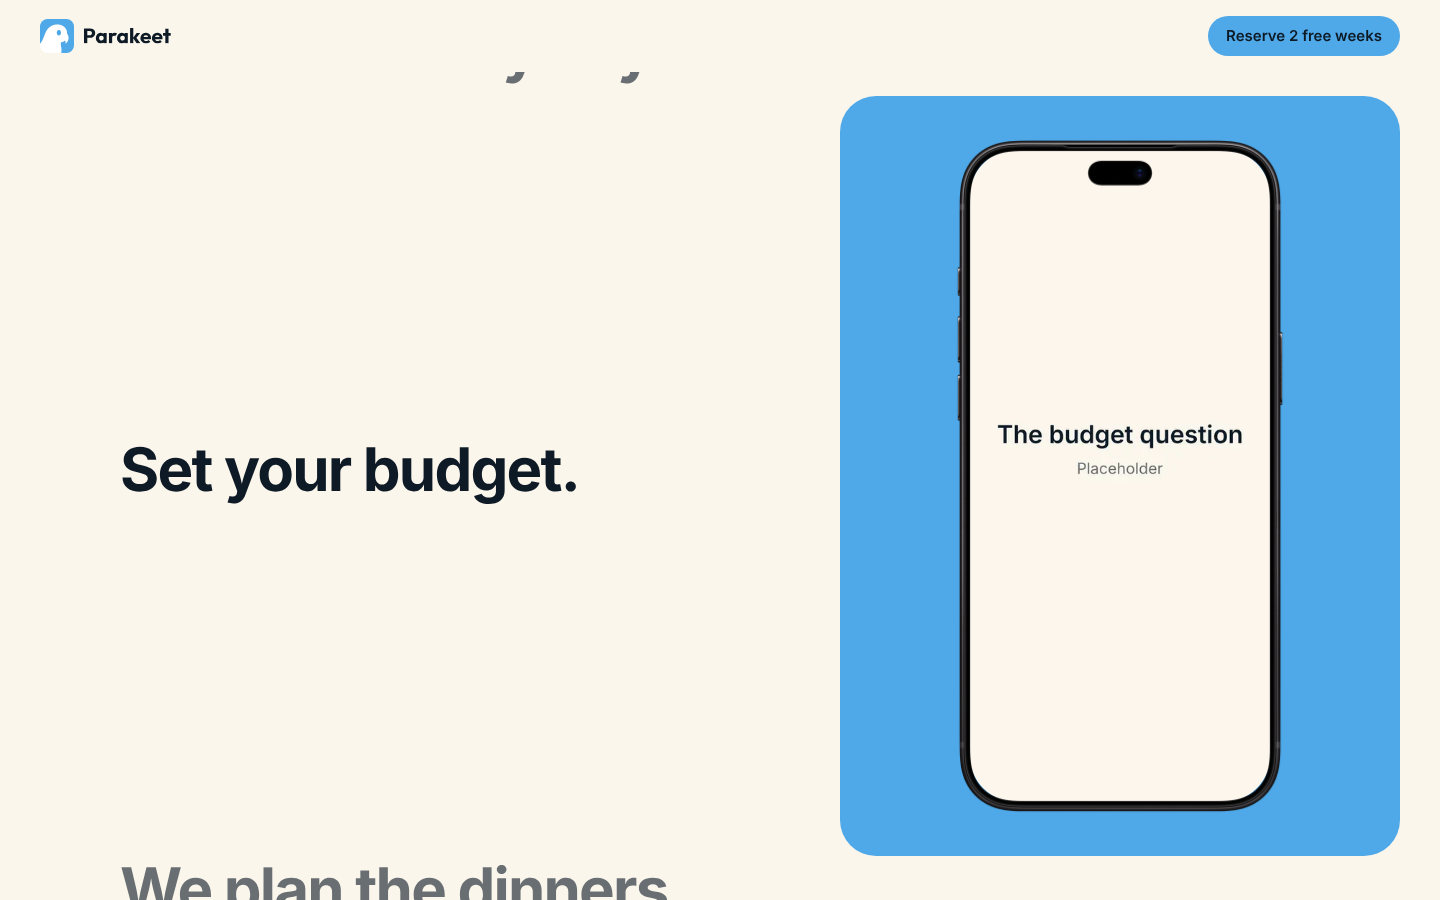 Parakeet
Reserve 2 free weeks
Set your budget.
The budget question
Placeholder
We plan the dinners